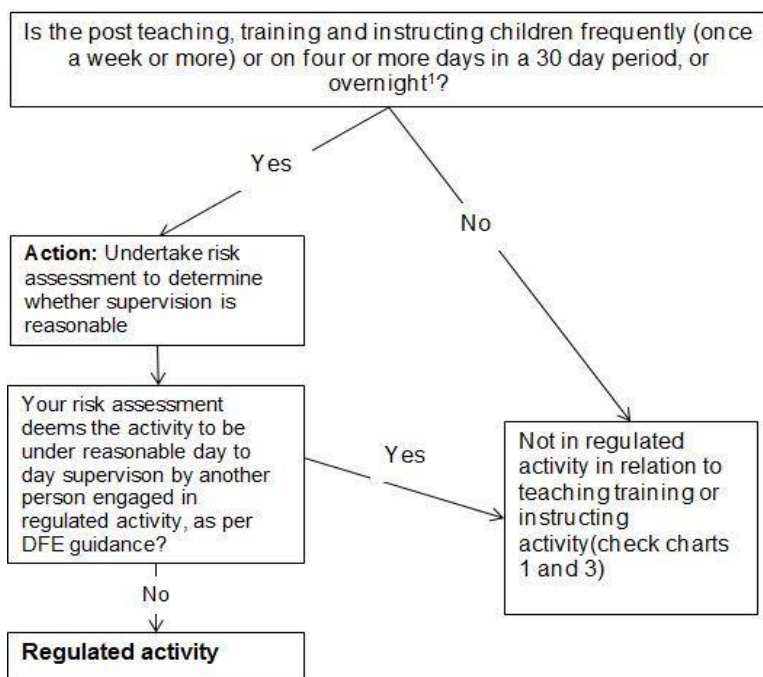 Is the post teaching, training and instructing children frequently (once
a week or more) or on four or more days in a 30 day period, or
overnight¹?
Yes
No
Action: Undertake risk
assessment to determine
whether supervision is
reasonable
Your risk assessment
deems the activity to be
under reasonable day to
day supervison by another
person engaged in
regulated activity, as per
DFE guidance?
Yes
Not in regulated
activity in relation to
teaching training or
instructing
activity(check charts
1 and 3)
No
Regulated activity